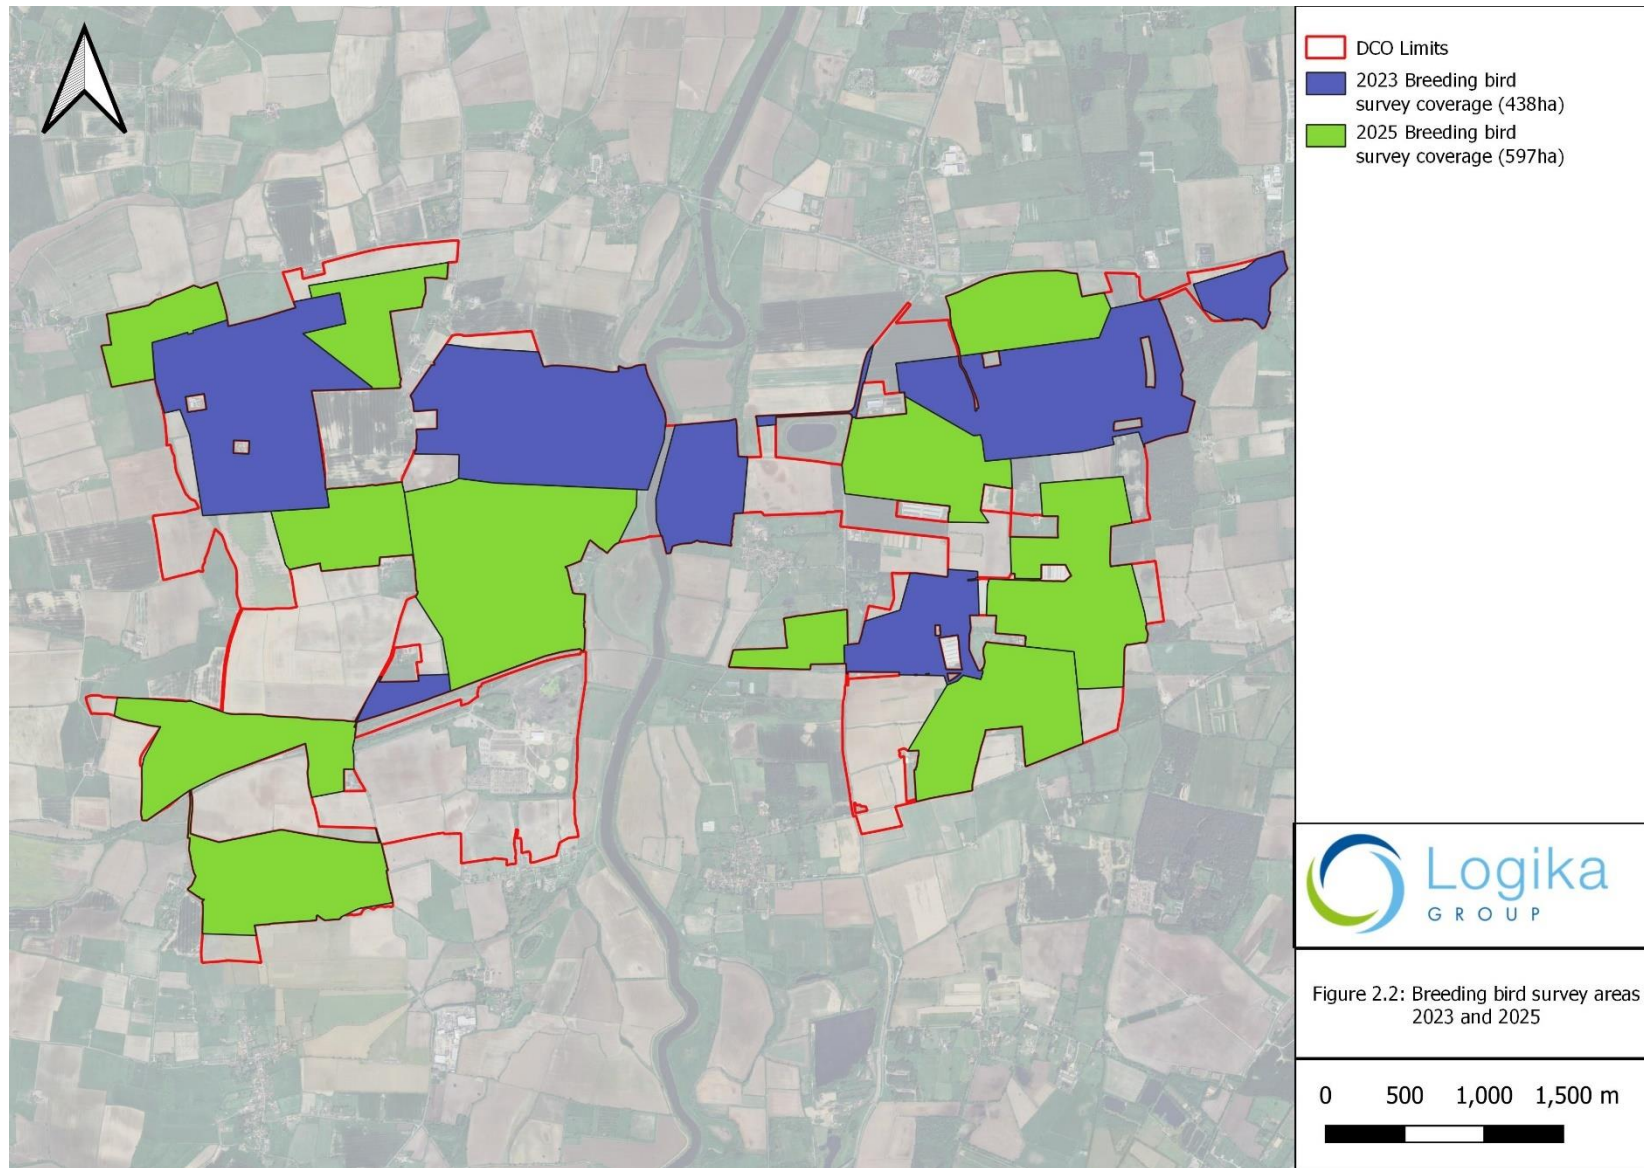 DCO Limits
2023 Breeding bird
survey coverage (438ha)
2025 Breeding bird
survey coverage (597ha)
Logika
GROUP
Figure 2.2: Breeding bird survey areas
2023 and 2025
0 500 1,000 1,500 m